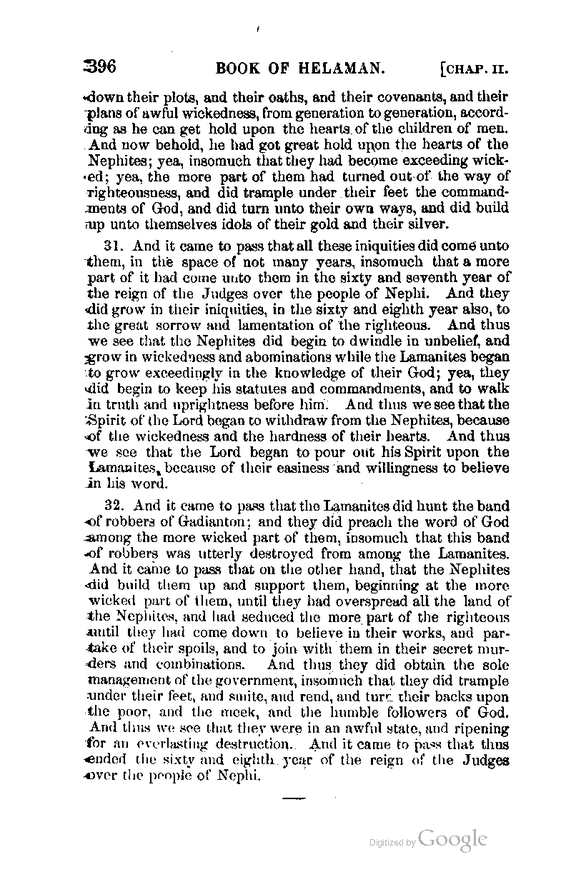 396 BOOK OF HELAMAN. [CHAP. II.
down their plots, and their oaths, and their covenants, and their
plans of awful wickedness, from generation to generation, accord-
ing as he can get hold upon the hearts of the children of men.
And now behold, he had got great hold upon the hearts of the
Nephites; yea, insomuch that they had become exceeding wick-
ed; yea, the more part of them had turned out of the way of
righteousness, and did trample under their feet the command-
ments of God, and did turn unto their own ways, and did build
up unto themselves idols of their gold and their silver.
31. And it came to pass that all these iniquities did come unto
them, in the space of not many years, insomuch that a more
part of it had come unto them in the sixty and seventh year of
the reign of the Judges over the people of Nephi. And they
did grow in their iniquities, in the sixty and eighth year also, to
the great sorrow and lamentation of the righteous. And thus
we see that the Nephites did begin to dwindle in unbelief, and
grow in wickedness and abominations while the Lamanites began
to grow exceedingly in the knowledge of their God; yea, they
did begin to keep his statutes and commandments, and to walk
in truth and uprightness before him. And thus we see that the
Spirit of the Lord began to withdraw from the Nephites, because
of the wickedness and the hardness of their hearts. And thus
we see that the Lord began to pour out his Spirit upon the
Lamanites, because of their easiness and willingness to believe
in his word.
32. And it came to pass that the Lamanites did hunt the band
of robbers of Gadianton; and they did preach the word of God
among the more wicked part of them, insomuch that this band
of robbers was utterly destroyed from among the Lamanites.
And it came to pass that on the other hand, that the Nephites
did build them up and support them, beginning at the more
wicked part of them, until they had overspread all the land of
the Nephites, and had seduced the more part of the righteous
until they had come down to believe in their works, and par-
take of their spoils, and to join with them in their secret mur-
ders and combinations. And thus they did obtain the sole
management of the government, insomuch that they did trample
under their feet, and smite, and rend, and turn their backs upon
the poor, and the meek, and the humble followers of God.
And thus we see that they were in an awful state, and ripening
for an everlasting destruction. And it came to pass that thus
ended the sixty and eighth year of the reign of the Judges
over the people of Nephi.
Digitized by Google